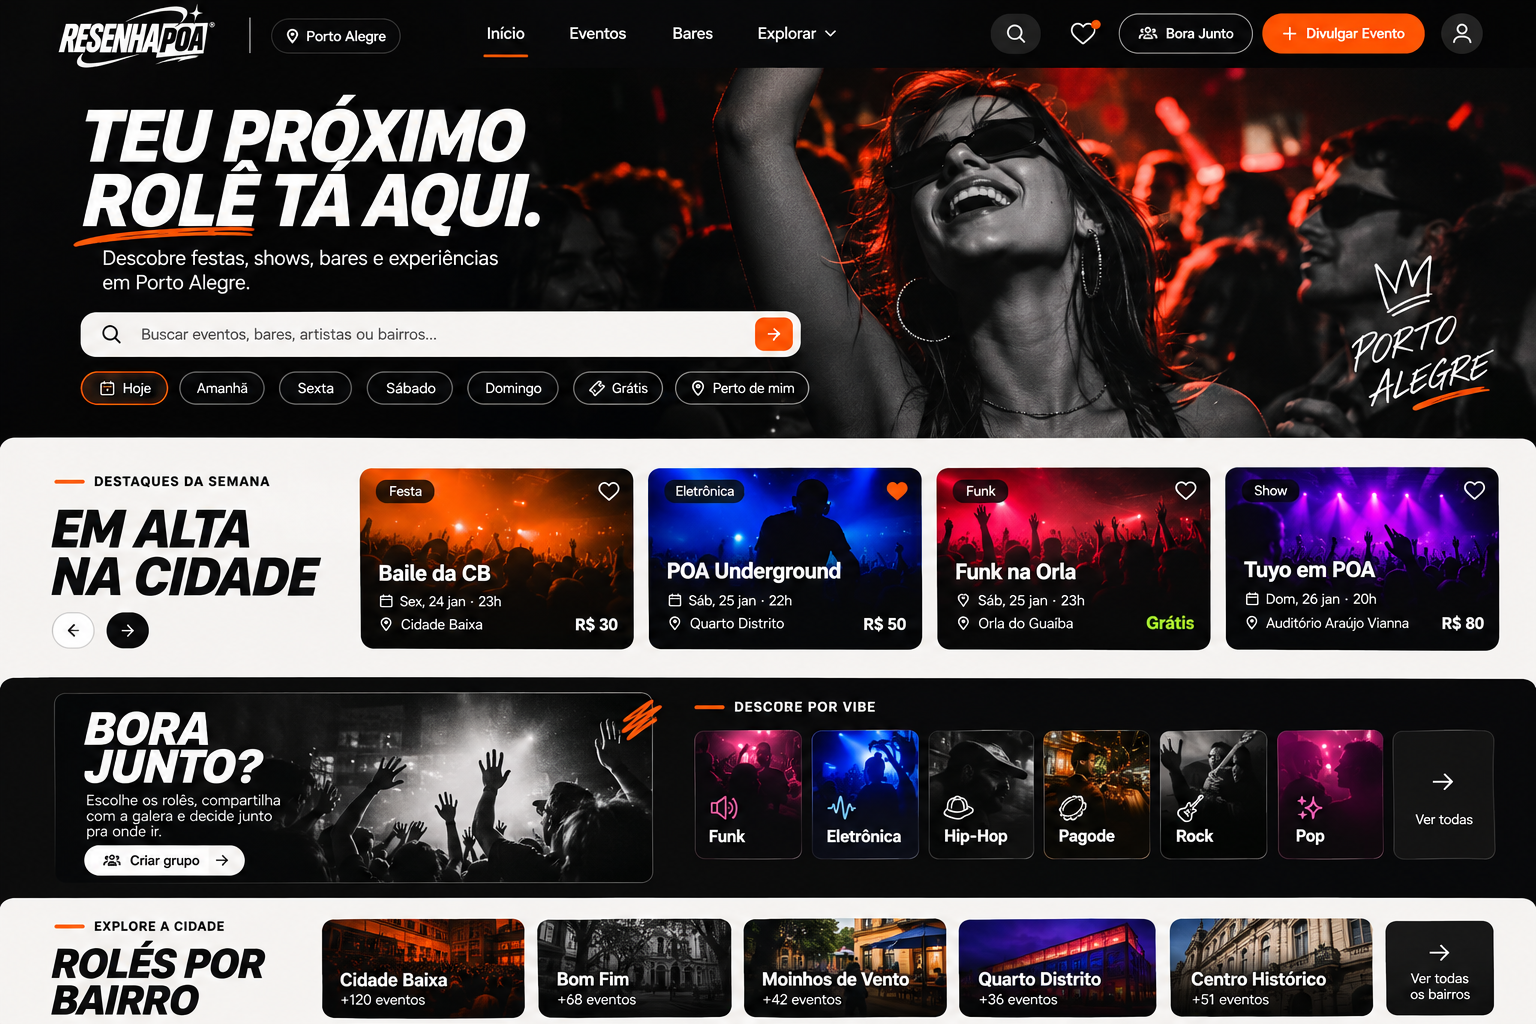 RESENHAPOA®
Porto Alegre
Início
Eventos
Bares
Explorar
Bora Junto
Divulgar Evento
TEU PRÓXIMO
ROLÊ TÁ AQUI.
Descobre festas, shows, bares e experiências
em Porto Alegre.
Buscar eventos, bares, artistas ou bairros...
Hoje
Amanhã
Sexta
Sábado
Domingo
Grátis
Perto de mim
PORTO
ALEGRE
DESTAQUES DA SEMANA
EM ALTA
NA CIDADE
Festa
Baile da CB
Sex, 24 jan · 23h
Cidade Baixa
R$ 30
Eletrônica
POA Underground
Sáb, 25 jan · 22h
Quarto Distrito
R$ 50
Funk
Funk na Orla
Sáb, 25 jan · 23h
Orla do Guaíba
Grátis
Show
Tuyo em POA
Dom, 26 jan · 20h
Auditório Araújo Vianna
R$ 80
BORA
JUNTO?
Escolhe os rolês, compartilha
com a galera e decide junto
pra onde ir.
Criar grupo
DESCORE POR VIBE
Funk
Eletrônica
Hip-Hop
Pagode
Rock
Pop
Ver todas
EXPLORE A CIDADE
ROLÉS POR
BAIRRO
Cidade Baixa
+120 eventos
Bom Fim
+68 eventos
Moinhos de Vento
+42 eventos
Quarto Distrito
+36 eventos
Centro Histórico
+51 eventos
Ver todas
os bairros